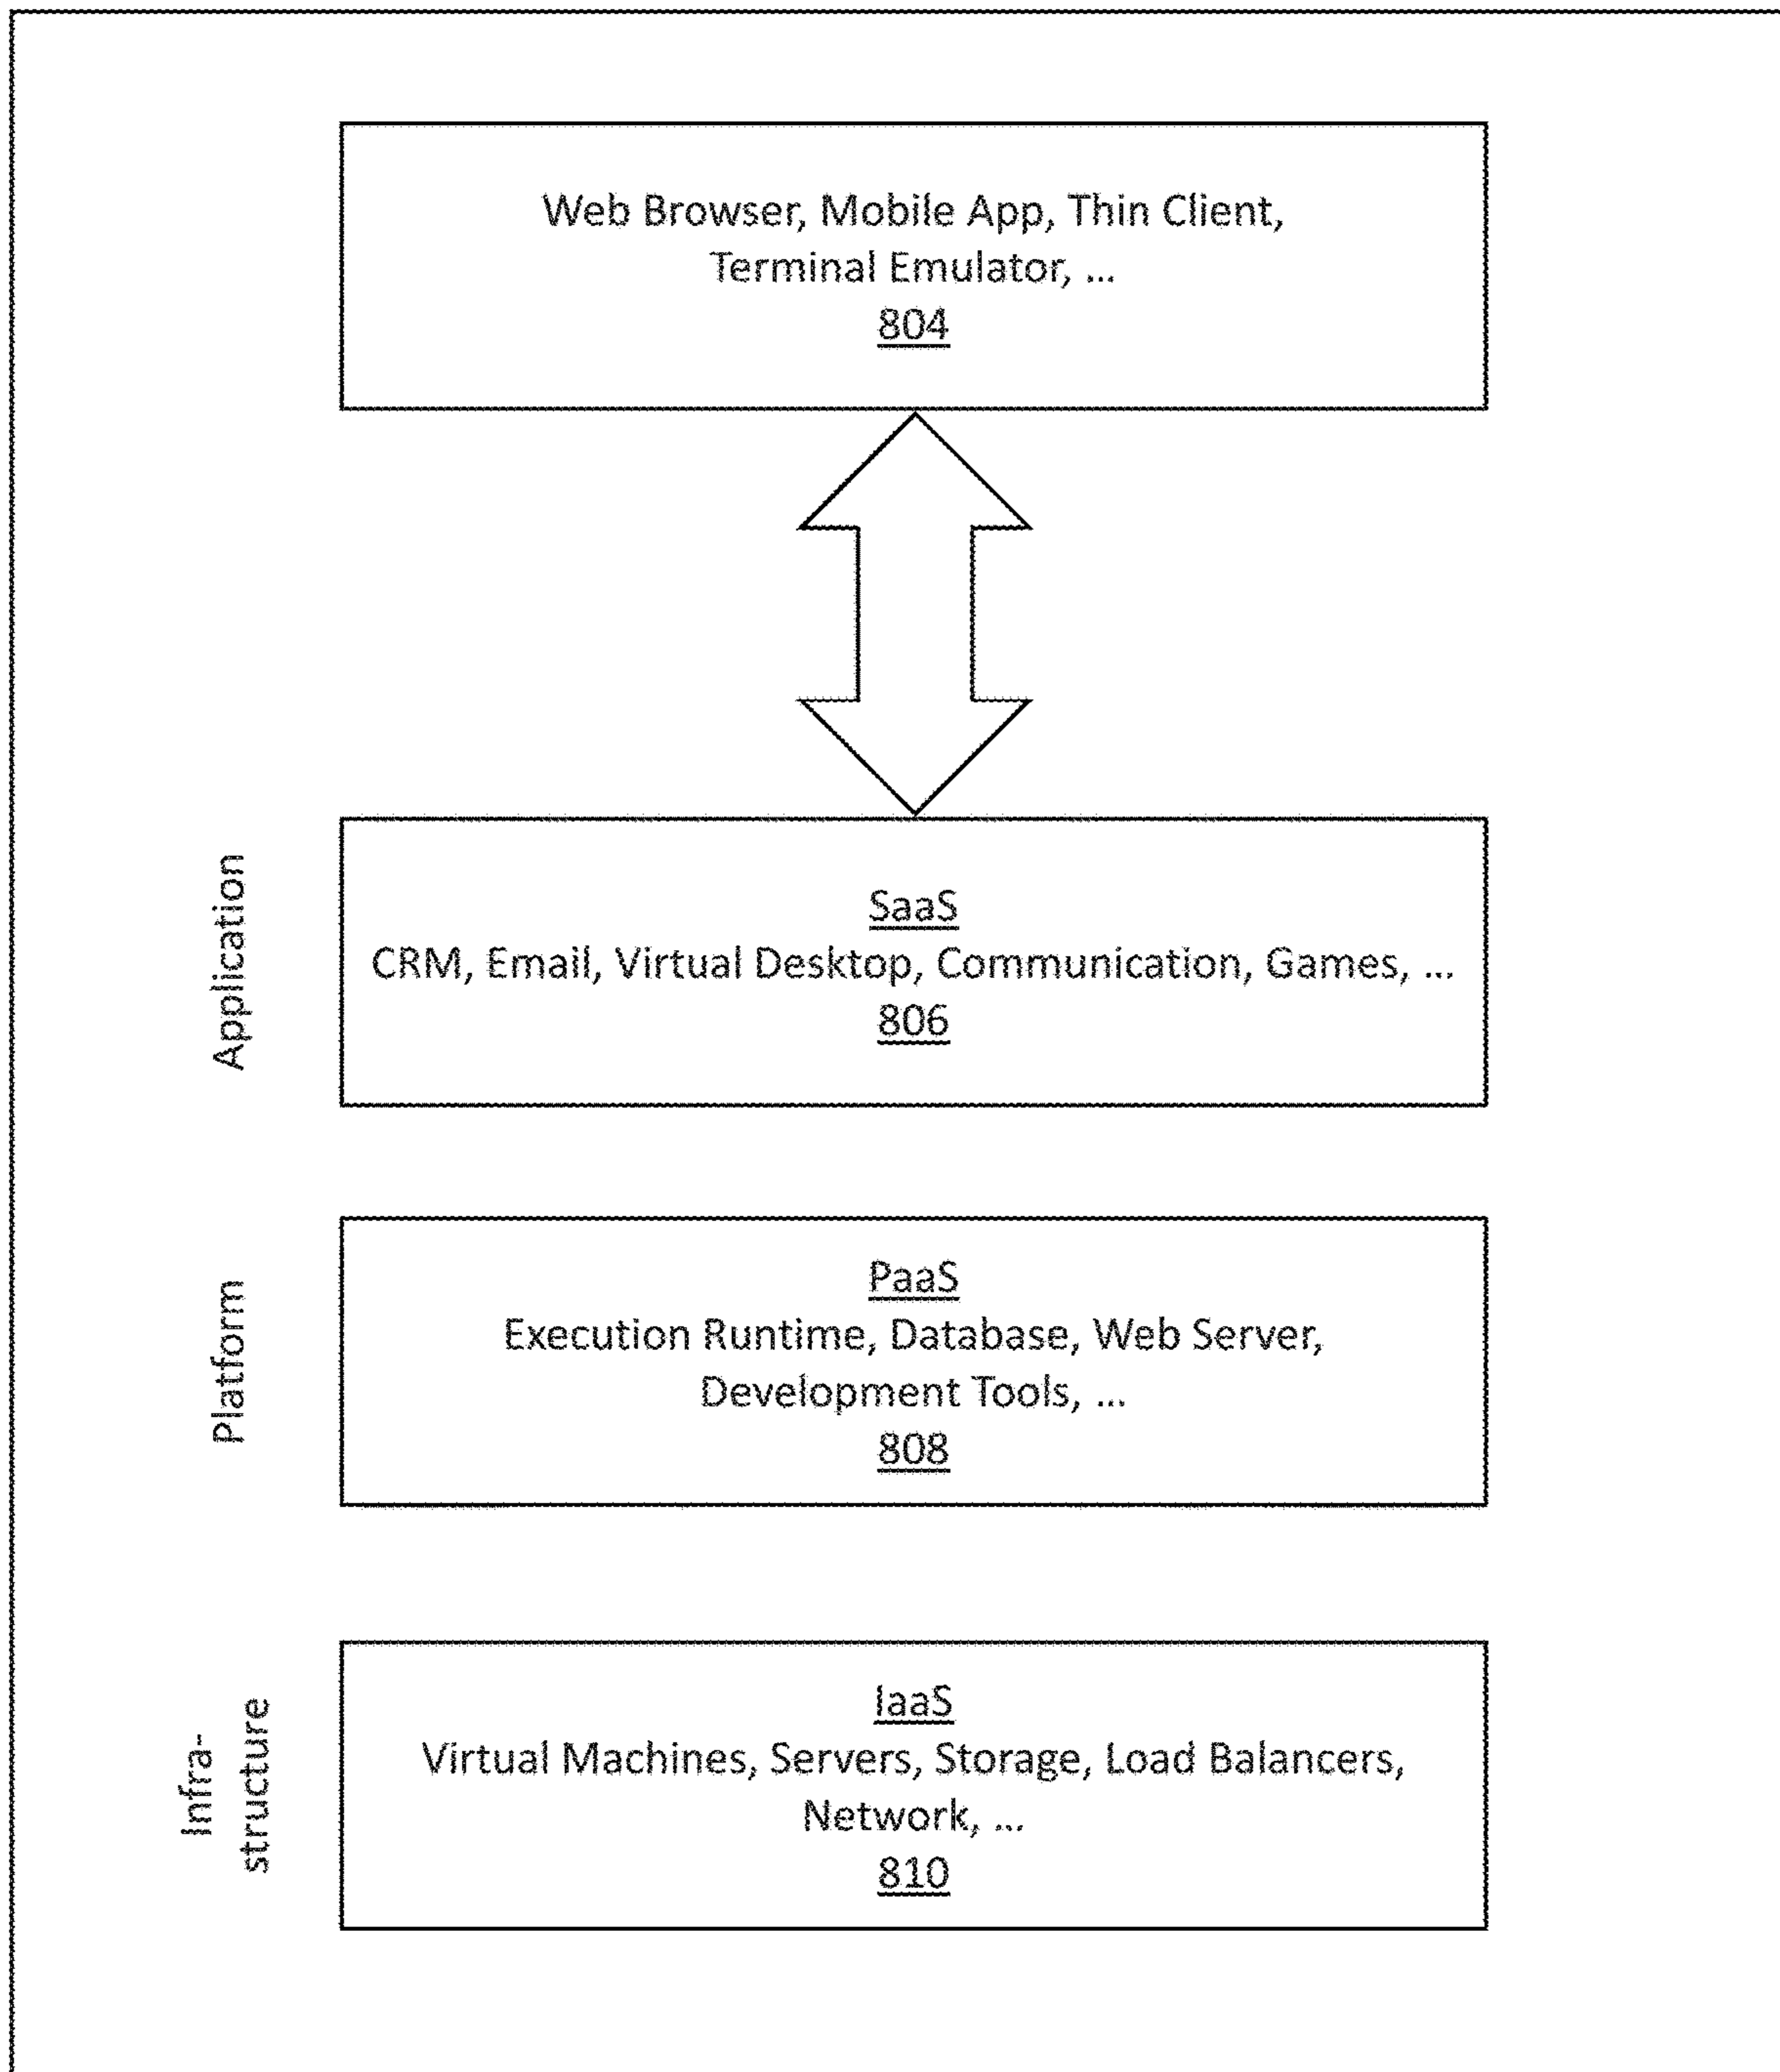 Web Browser, Mobile App, Thin Client,
Terminal Emulator, ...
804
Application
SaaS
CRM, Email, Virtual Desktop, Communication, Games, ...
806
Platform
PaaS
Execution Runtime, Database, Web Server,
Development Tools, ...
808
Infra-
structure
IaaS
Virtual Machines, Servers, Storage, Load Balancers,
Network, ...
810